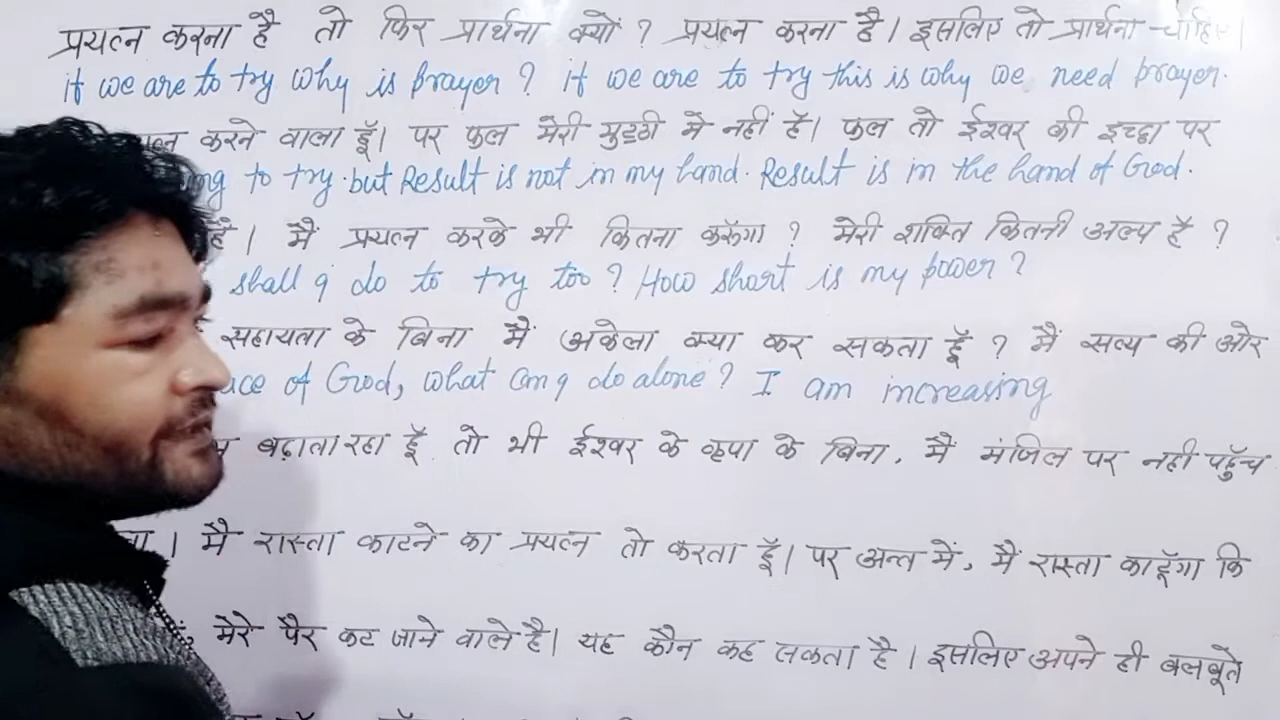 प्रयत्न करना है तो फिर प्रार्थना क्यों ? प्रयत्न करना है। इसलिए तो प्रार्थना चाहिए।
if we are to try why is prayer ? if we are to try this is why we need prayer.
करने वाला हूँ। पर फल मेरी मुठ्ठी मे नहीं है। फल तो ईश्वर की इच्छा पर
to try but Result is not in my hand. Result is in the hand of God.
है। मैं प्रयत्न करके भी कितना करूँगा ? मेरी शक्ति कितनी अल्प है ?
shall I do to try too ? How short is my power ?
सहायता के बिना मैं अकेला क्या कर सकता हूँ ? मैं सत्य की ओर
of God, what can I do alone ? I am increasing
बढ़ाता रहा हूँ तो भी ईश्वर के कृपा के बिना, मैं मंजिल पर नही पहुँच
। मै रास्ता काटने का प्रयत्न तो करता हूँ। पर अन्त में, मैं रास्ता काटूँगा कि
मेरे पैर कट जाने वाले है। यह कौन कह सकता है। इसलिए अपने ही बलबूते